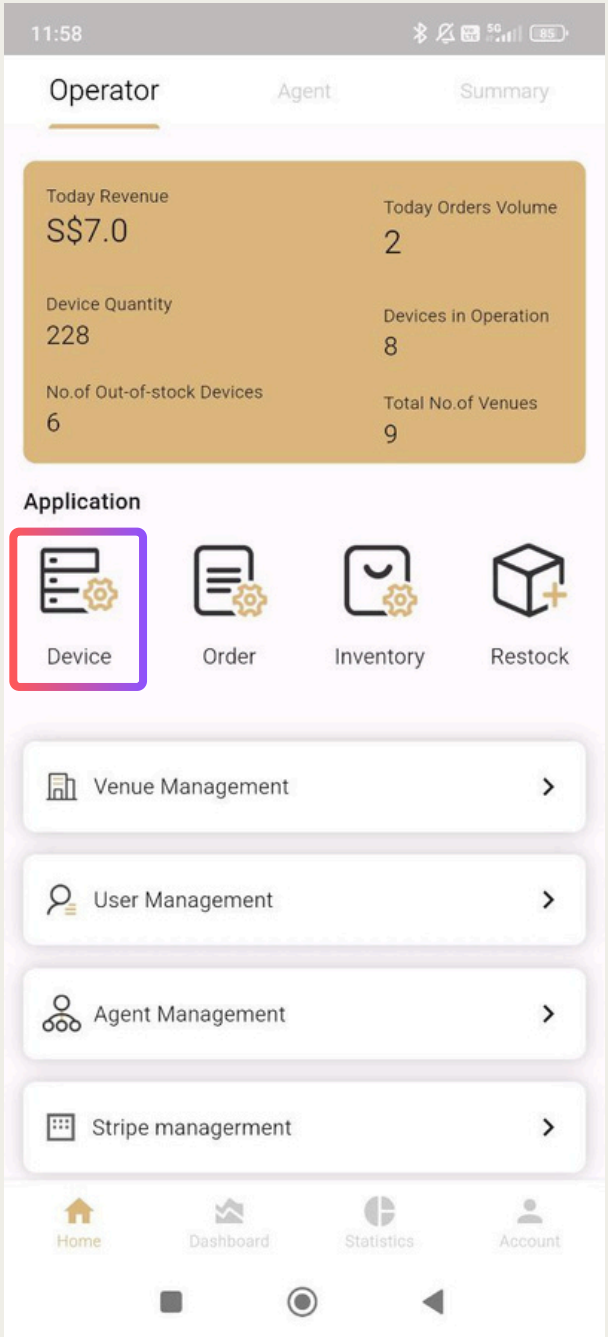 11:58
5G
85
Operator
Agent
Summary
Today Revenue
S$7.0
Today Orders Volume
2
Device Quantity
228
Devices in Operation
8
No.of Out-of-stock Devices
6
Total No.of Venues
9
Application
Device
Order
Inventory
Restock
Venue Management
User Management
Agent Management
Stripe managerment
Home
Dashboard
Statistics
Account